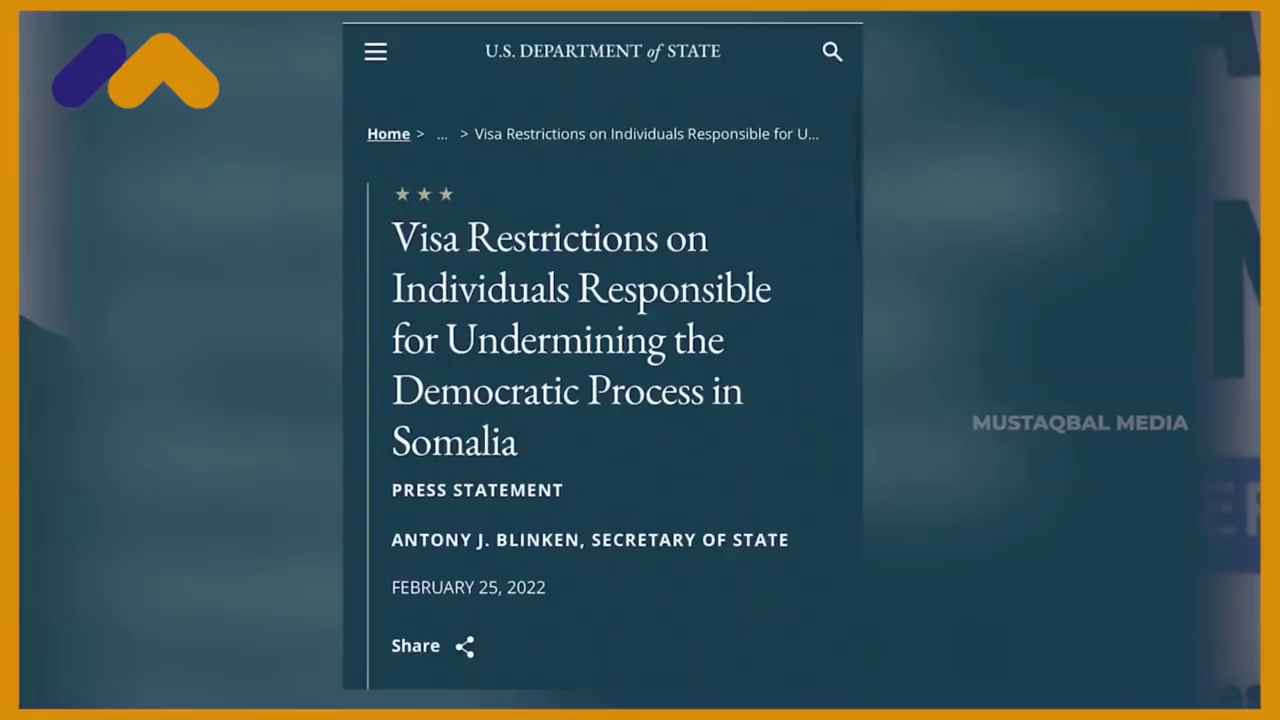 U.S. DEPARTMENT of STATE
Home > ... > Visa Restrictions on Individuals Responsible for U...
Visa Restrictions on
Individuals Responsible
for Undermining the
Democratic Process in
Somalia
PRESS STATEMENT
ANTONY J. BLINKEN, SECRETARY OF STATE
FEBRUARY 25, 2022
Share
MUSTAQBAL MEDIA